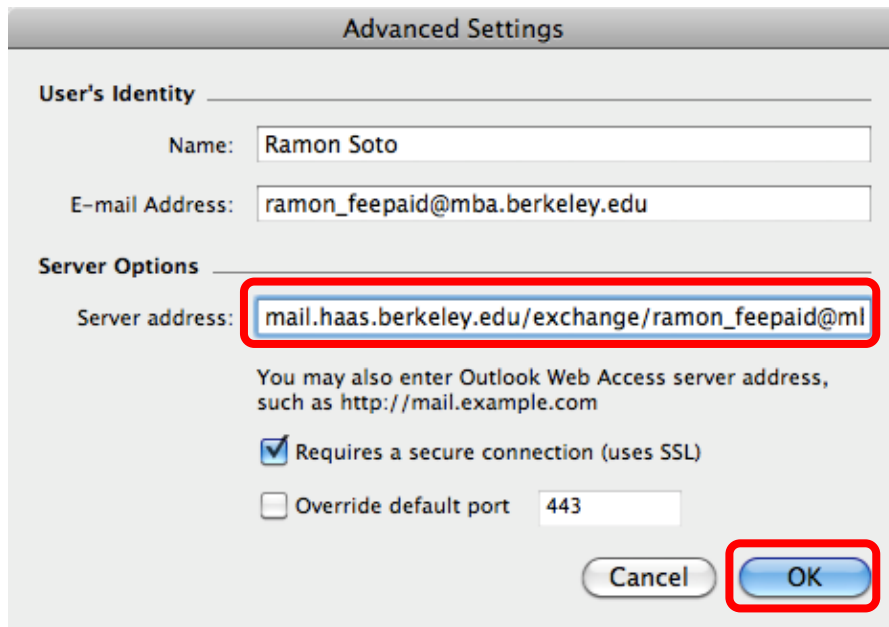 Advanced Settings
User's Identity
Name: Ramon Soto
E-mail Address: ramon_feepaid@mba.berkeley.edu
Server Options
Server address: mail.haas.berkeley.edu/exchange/ramon_feepaid@ml
You may also enter Outlook Web Access server address,
such as http://mail.example.com
Requires a secure connection (uses SSL)
Override default port 443
Cancel OK